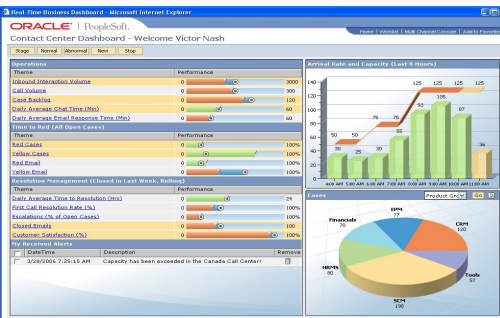 Real-Time Business Dashboard - Microsoft Internet Explorer
ORACLE | PeopleSoft.
Home | Worklist | Multi Channel Console | Add to Favorites
Contact Center Dashboard - Welcome Victor Nash
Stage Normal Abnormal New Stop
Operations
Theme Performance
Inbound Interaction Volume 0 3000
Call Volume 0 300
Case Backlog 0 120
Daily Average Chat Time (Min) 0 60
Daily Average Email Response Time (Min) 0 60
Time to Red (All Open Cases)
Theme Performance
Red Cases 0 100%
Yellow Cases 0 100%
Red Email 0 100%
Yellow Email 0 100%
Resolution Management (Closed in Last Week, Rolling)
Theme Performance
Daily Average Time to Resolution (Hrs) 0 24
First Call Resolution Rate (%) 0 100%
Escalations (% of Open Cases) 0 100%
Closed Emails 0 100
Customer Satisfaction (%) 0 100%
My Received Alerts
DateTime Description Remove
3/28/2006 7:25:15 AM Capacity has been exceeded in the Canada Call Center!
Arrival Rate and Capacity (Last 8 Hours)
140
120
100
80
60
40
20
0
50 50 75 75 125 125 125 125
30 25 30 55 93 105 87 36
4:00 AM 5:00 AM 6:00 AM 7:00 AM 8:00 AM 9:00 AM 10:00 AM 11:00 AM
Cases
Go
EPM
77
Financials
70
CRM
120
HRMS
80
Tools
57
SCM
198